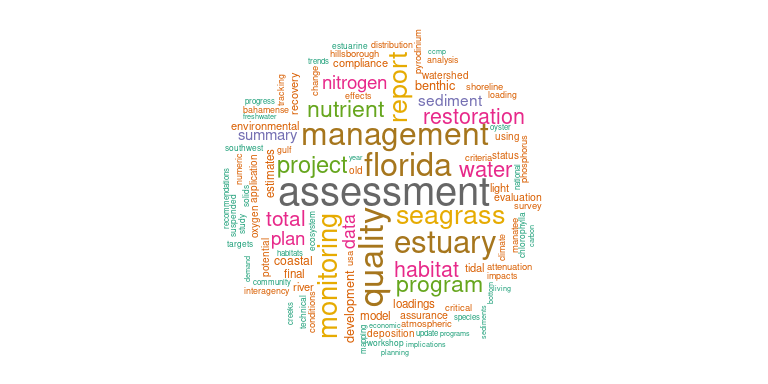 estuarine
distribution
pyrodinium
ccmp
hillsborough
analysis
trends
compliance
report
watershed
change
nitrogen
benthic
shoreline
tracking
recovery
effects
loading
progress
sediment
bahamense
nutrient
restoration
freshwater
environmental
management
oyster
summary
using
southwest
gulf
project
year
old
florida
water
criteria
status
phosphorus
numeric
estimates
national
recommendations
application
assessment
light
suspended
solids
evaluation
survey
study
oxygen
total
ecosystem
data
quality
seagrass
manatee
chlorophyll
carbon
targets
plan
monitoring
estuary
climate
habitats
usa
potential
coastal
habitat
tidal
attenuation
demand
community
final
program
impacts
interagency
river
development
bottom
living
creeks
technical
conditions
loadings
critical
model
assurance
species
sediments
economic
atmospheric
mapping
deposition
update
programs
workshop
implications
planning